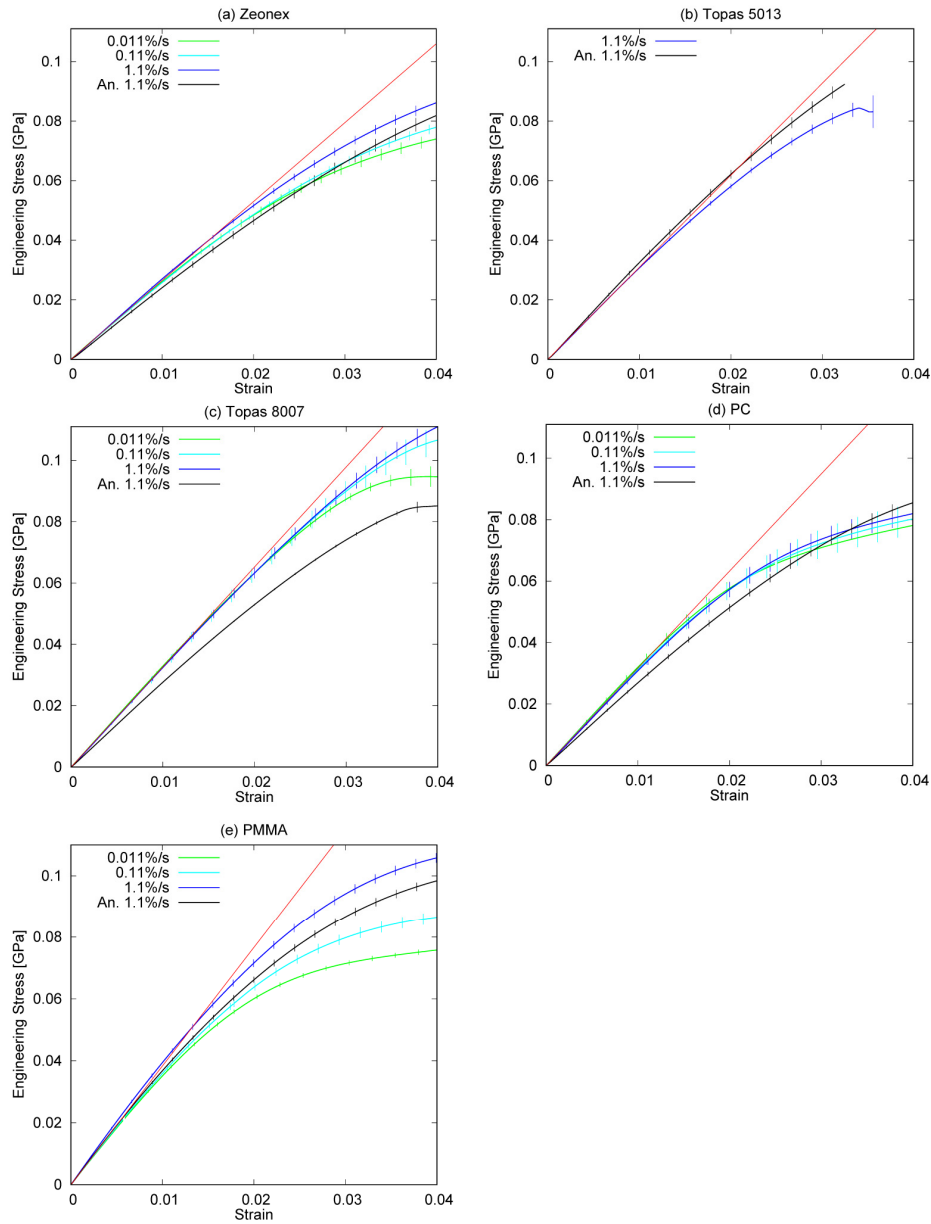 (a) Zeonex
Engineering Stress [GPa]
0.011%/s
0.11%/s
1.1%/s
An. 1.1%/s
0.1
0.08
0.06
0.04
0.02
0
0 0.01 0.02 0.03 0.04
Strain
(b) Topas 5013
Engineering Stress [GPa]
1.1%/s
An. 1.1%/s
0.1
0.08
0.06
0.04
0.02
0
0 0.01 0.02 0.03 0.04
Strain
(c) Topas 8007
Engineering Stress [GPa]
0.011%/s
0.11%/s
1.1%/s
An. 1.1%/s
0.1
0.08
0.06
0.04
0.02
0
0 0.01 0.02 0.03 0.04
Strain
(d) PC
Engineering Stress [GPa]
0.011%/s
0.11%/s
1.1%/s
An. 1.1%/s
0.1
0.08
0.06
0.04
0.02
0
0 0.01 0.02 0.03 0.04
Strain
(e) PMMA
Engineering Stress [GPa]
0.011%/s
0.11%/s
1.1%/s
An. 1.1%/s
0.1
0.08
0.06
0.04
0.02
0
0 0.01 0.02 0.03 0.04
Strain